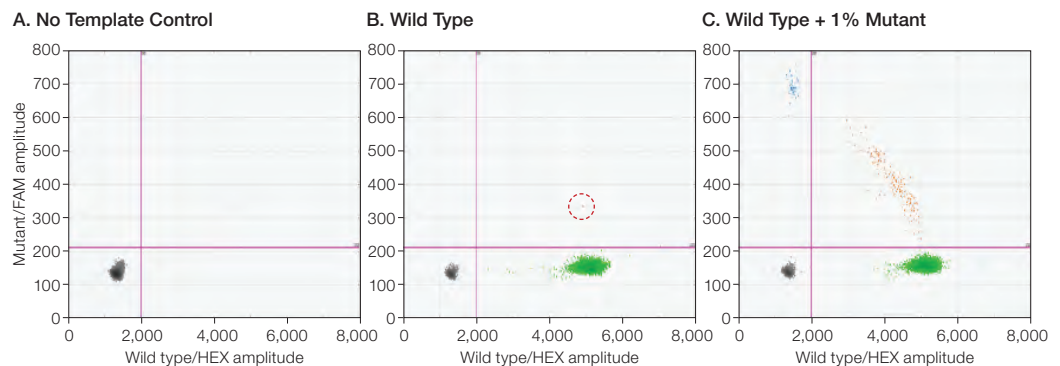 A. No Template Control
B. Wild Type
C. Wild Type + 1% Mutant
Mutant/FAM amplitude
800
700
600
500
400
300
200
100
0
0 2,000 4,000 6,000 8,000
Wild type/HEX amplitude
800
700
600
500
400
300
200
100
0
0 2,000 4,000 6,000 8,000
Wild type/HEX amplitude
800
700
600
500
400
300
200
100
0
0 2,000 4,000 6,000 8,000
Wild type/HEX amplitude